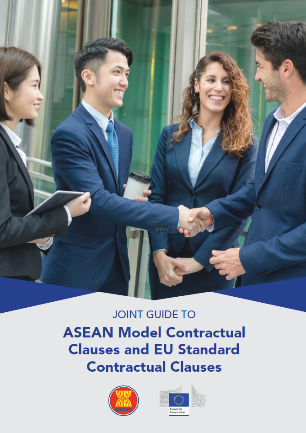 JOINT GUIDE TO
ASEAN Model Contractual
Clauses and EU Standard
Contractual Clauses